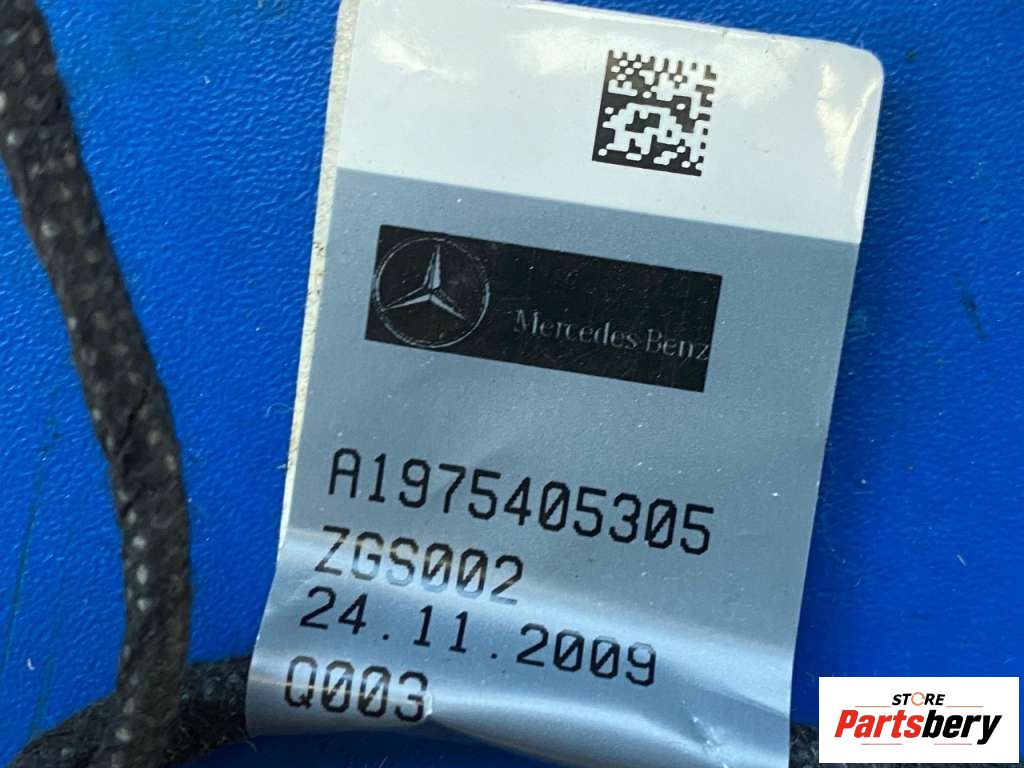 Mercedes Benz
A1975405305
ZGS002
24.11.2009
Q003
STORE
Partsbery